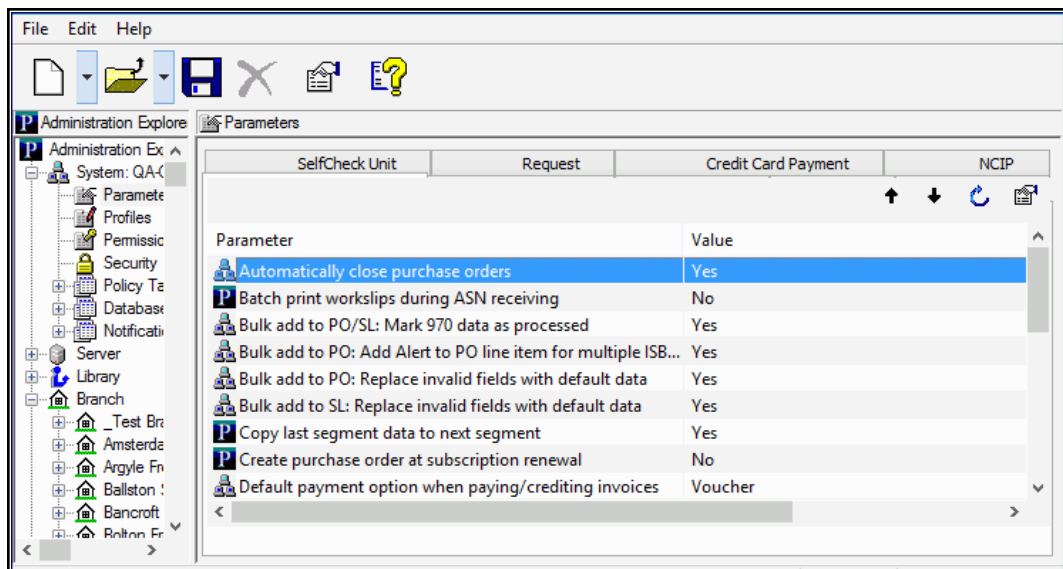 File Edit Help
Administration Explore
Parameters
Administration Ex
System: QA-C
Paramete
Profiles
Permissio
Security
Policy Ta
Database
Notificati
Server
Library
Branch
_Test Bra
Amsterda
Argyle Fr
Ballston
Bancroft
Bolton Fr
SelfCheck Unit Request Credit Card Payment NCIP
Parameter Value
Automatically close purchase orders Yes
Batch print workslips during ASN receiving No
Bulk add to PO/SL: Mark 970 data as processed Yes
Bulk add to PO: Add Alert to PO line item for multiple ISB... Yes
Bulk add to PO: Replace invalid fields with default data Yes
Bulk add to SL: Replace invalid fields with default data Yes
Copy last segment data to next segment Yes
Create purchase order at subscription renewal No
Default payment option when paying/crediting invoices Voucher